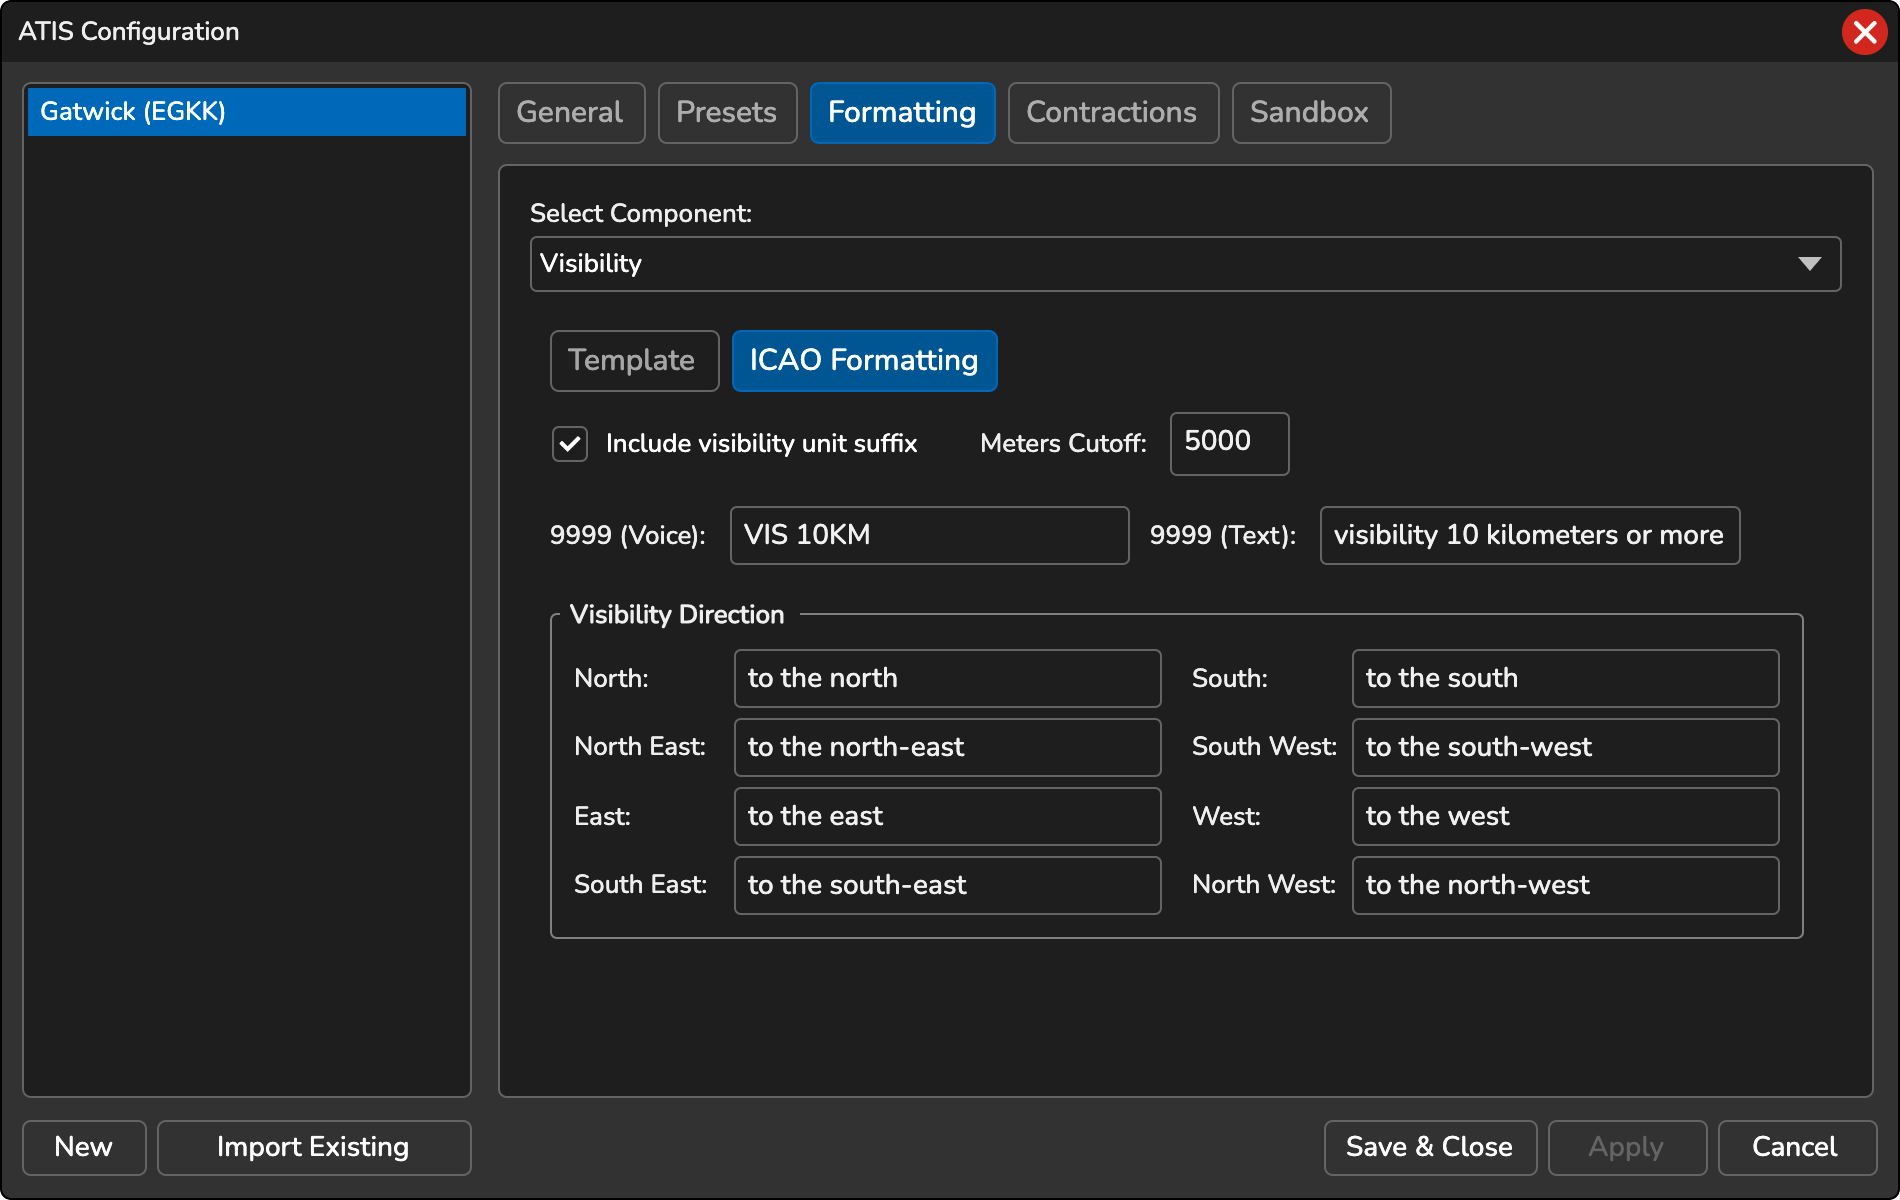 ATIS Configuration
Gatwick (EGKK)
General Presets Formatting Contractions Sandbox
Select Component:
Visibility
Template ICAO Formatting
Include visibility unit suffix Meters Cutoff: 5000
9999 (Voice): VIS 10KM 9999 (Text): visibility 10 kilometers or more
Visibility Direction
North: to the north South: to the south
North East: to the north-east South West: to the south-west
East: to the east West: to the west
South East: to the south-east North West: to the north-west
New Import Existing Save & Close Apply Cancel